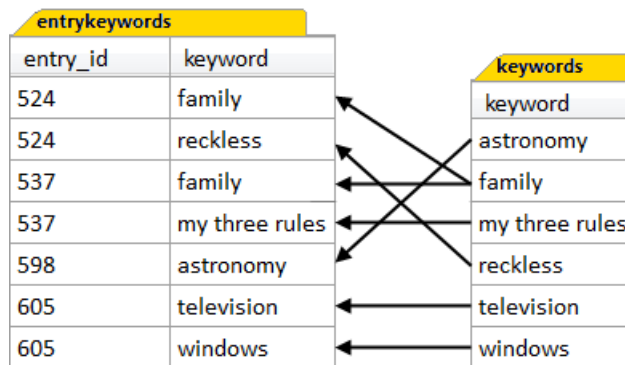 entrykeywords
entry_id keyword
524 family
524 reckless
537 family
537 my three rules
598 astronomy
605 television
605 windows
keywords
keyword
astronomy
family
my three rules
reckless
television
windows